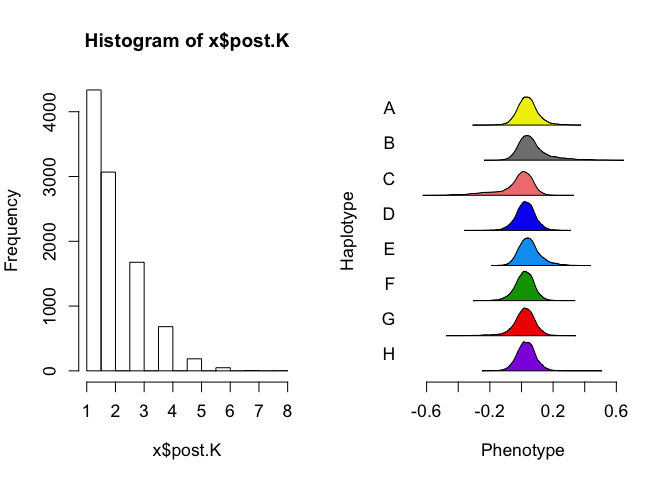 Histogram of x$post.K
Frequency
0
1000
2000
3000
4000
1 2 3 4 5 6 7 8
x$post.K
Haplotype
A
B
C
D
E
F
G
H
-0.6 -0.2 0.2 0.6
Phenotype